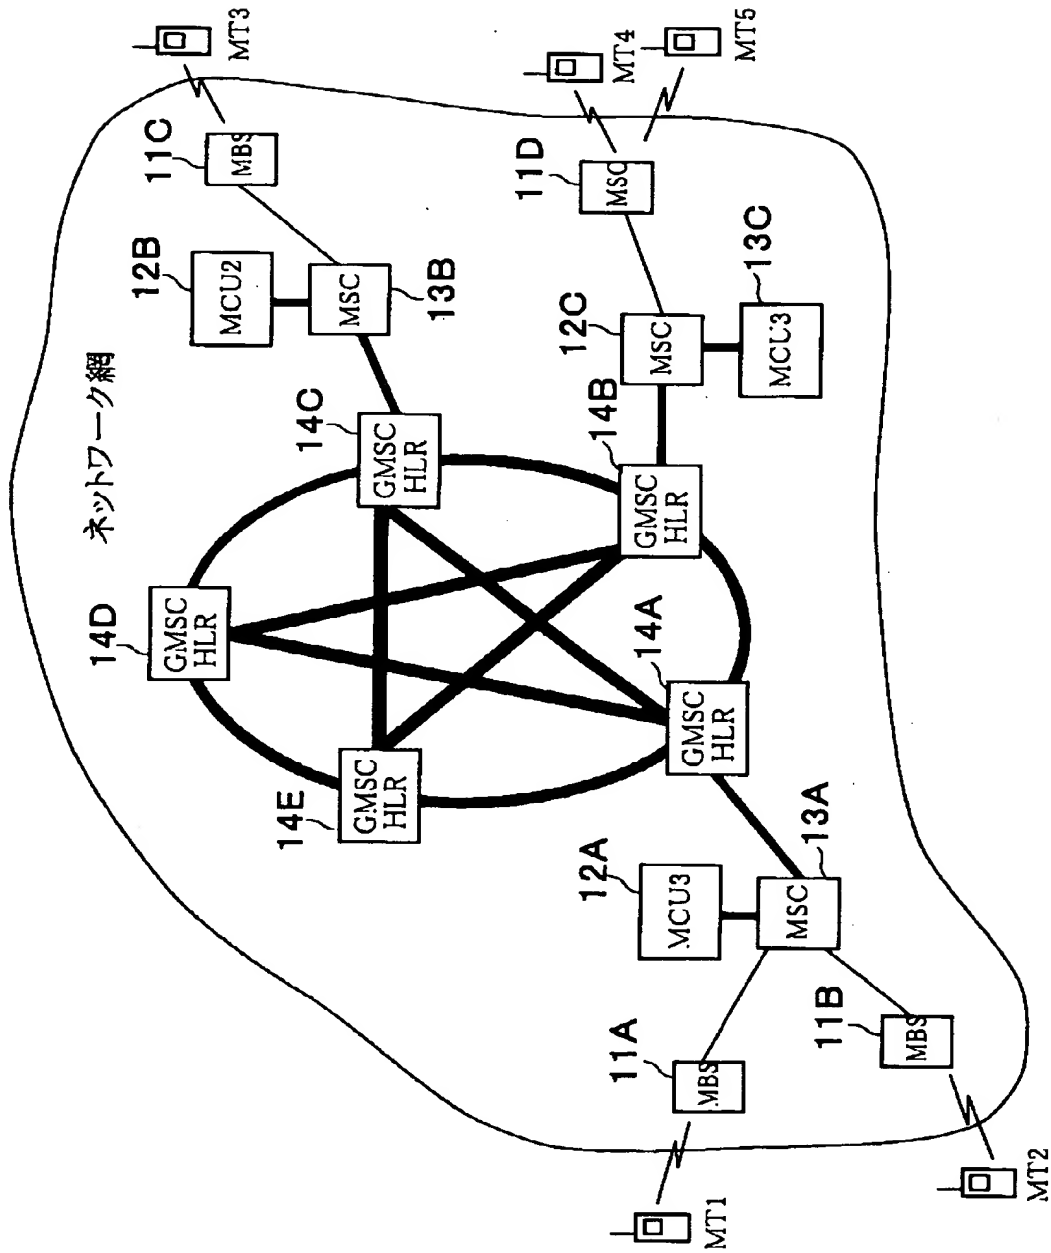 ネットワーク網
14D
GMSC
HLR
12B
MCU2
11C
MBS
MT3
14E
GMSC
HLR
14C
GMSC
HLR
MSC
13B
11D
MSC
MT4
MT5
12C
MSC
14B
GMSC
HLR
13C
MCU3
14A
GMSC
HLR
12A
MCU3
MSC
13A
11A
MBS
MT1
11B
MBS
MT2